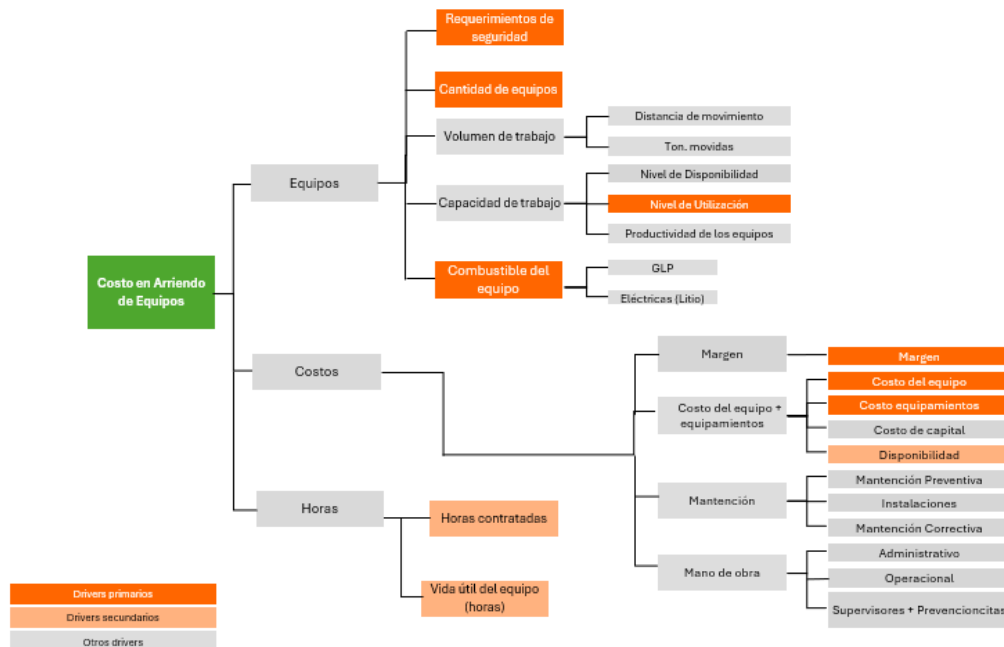 Requerimientos de
seguridad
Cantidad de equipos
Volumen de trabajo
Distancia de movimiento
Ton. movidas
Equipos
Capacidad de trabajo
Nivel de Disponibilidad
Nivel de Utilización
Productividad de los equipos
Combustible del
equipo
GLP
Eléctricas (Litio)
Costo en Arriendo
de Equipos
Costos
Margen
Margen
Costo del equipo +
equipamientos
Costo del equipo
Costo equipamientos
Costo de capital
Disponibilidad
Mantención
Mantención Preventiva
Instalaciones
Mantención Correctiva
Mano de obra
Administrativo
Operacional
Supervisores + Prevencioncitas
Horas
Horas contratadas
Vida útil del equipo
(horas)
Drivers primarios
Drivers secundarios
Otros drivers